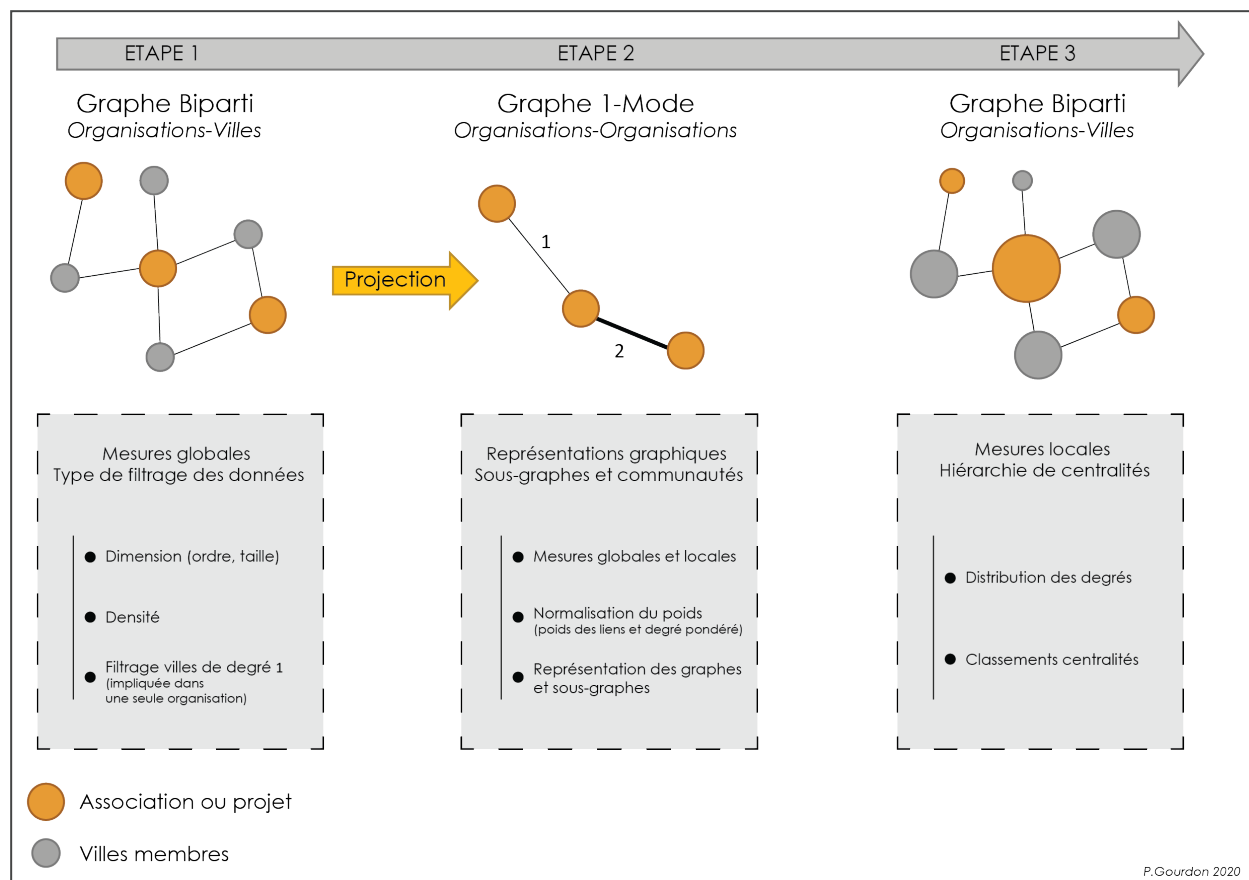 ETAPE 1
ETAPE 2
ETAPE 3
Graphe Biparti
Organisations-Villes
Graphe 1-Mode
Organisations-Organisations
Graphe Biparti
Organisations-Villes
Projection
1
2
Mesures globales
Type de filtrage des données
Dimension (ordre, taille)
Densité
Filtrage villes de degré 1
(impliquée dans
une seule organisation)
Représentations graphiques
Sous-graphes et communautés
Mesures globales et locales
Normalisation du poids
(poids des liens et degré pondéré)
Représentation des graphes
et sous-graphes
Mesures locales
Hiérarchie de centralités
Distribution des degrés
Classements centralités
Association ou projet
Villes membres
P.Gourdon 2020